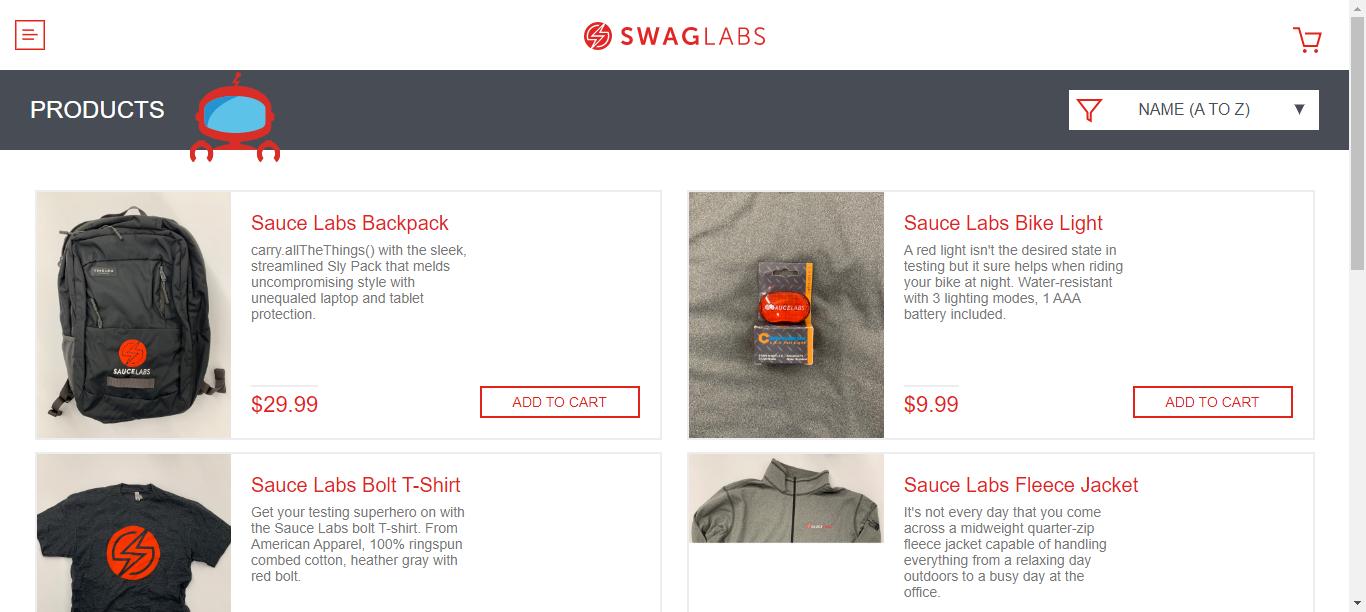 SWAGLABS
PRODUCTS
NAME (A TO Z)
Sauce Labs Backpack
carry.allTheThings() with the sleek,
streamlined Sly Pack that melds
uncompromising style with
unequaled laptop and tablet
protection.
$29.99
ADD TO CART
SAUCELABS
Sauce Labs Bike Light
A red light isn't the desired state in
testing but it sure helps when riding
your bike at night. Water-resistant
with 3 lighting modes, 1 AAA
battery included.
$9.99
ADD TO CART
SAUCELABS
Sauce Labs Bolt T-Shirt
Get your testing superhero on with
the Sauce Labs bolt T-shirt. From
American Apparel, 100% ringspun
combed cotton, heather gray with
red bolt.
Sauce Labs Fleece Jacket
It's not every day that you come
across a midweight quarter-zip
fleece jacket capable of handling
everything from a relaxing day
outdoors to a busy day at the
office.